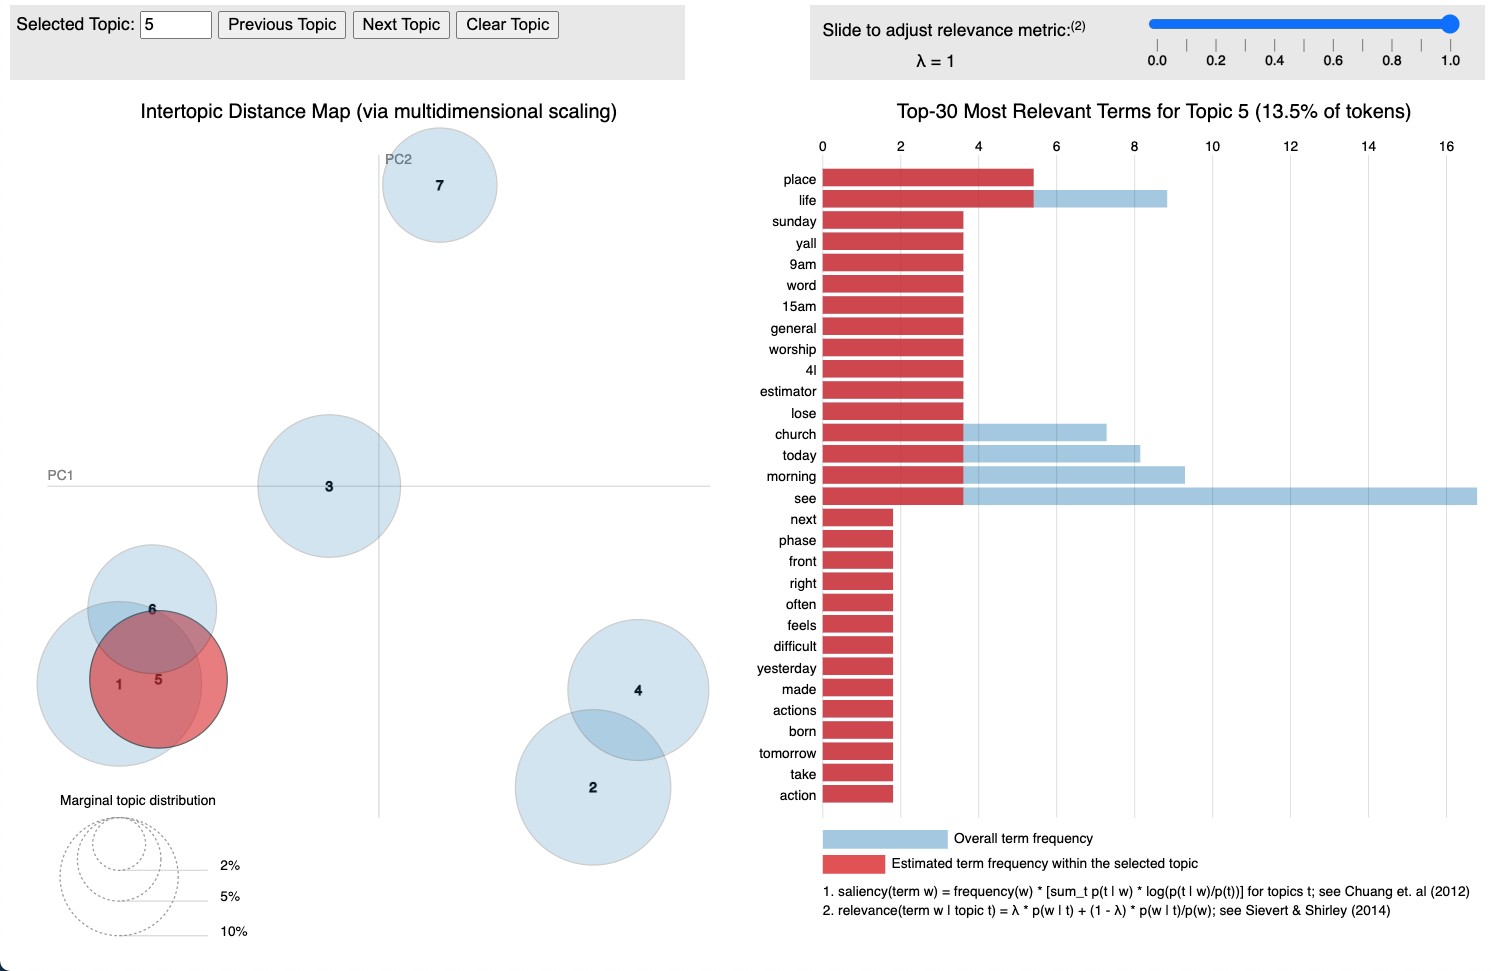 Selected Topic: 5 Previous Topic Next Topic Clear Topic
Slide to adjust relevance metric:(2)
λ = 1
0.0 0.2 0.4 0.6 0.8 1.0
Intertopic Distance Map (via multidimensional scaling)
PC2
7
PC1
3
6
1
5
4
2
Marginal topic distribution
2%
5%
10%
Top-30 Most Relevant Terms for Topic 5 (13.5% of tokens)
0 2 4 6 8 10 12 14 16
place
life
sunday
yall
9am
word
15am
general
worship
4l
estimator
lose
church
today
morning
see
next
phase
front
right
often
feels
difficult
yesterday
made
actions
born
tomorrow
take
action
Overall term frequency
Estimated term frequency within the selected topic
1. saliency(term w) = frequency(w) * [sum_t p(t | w) * log(p(t | w)/p(t))] for topics t; see Chuang et. al (2012)
2. relevance(term w | topic t) = λ * p(w | t) + (1 - λ) * p(w | t)/p(w); see Sievert & Shirley (2014)